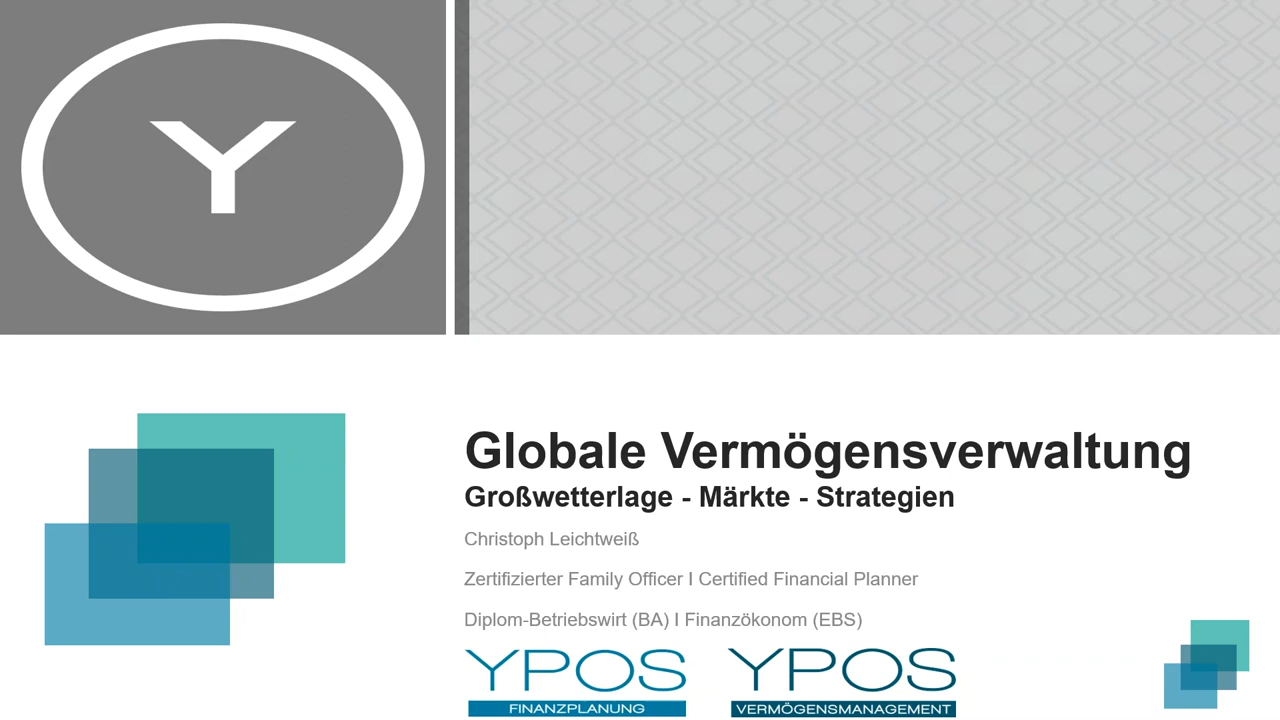 Y
Globale Vermögensverwaltung
Großwetterlage - Märkte - Strategien
Christoph Leichtweiß
Zertifizierter Family Officer I Certified Financial Planner
Diplom-Betriebswirt (BA) I Finanzökonom (EBS)
YPOS YPOS
FINANZPLANUNG VERMÖGENSMANAGEMENT